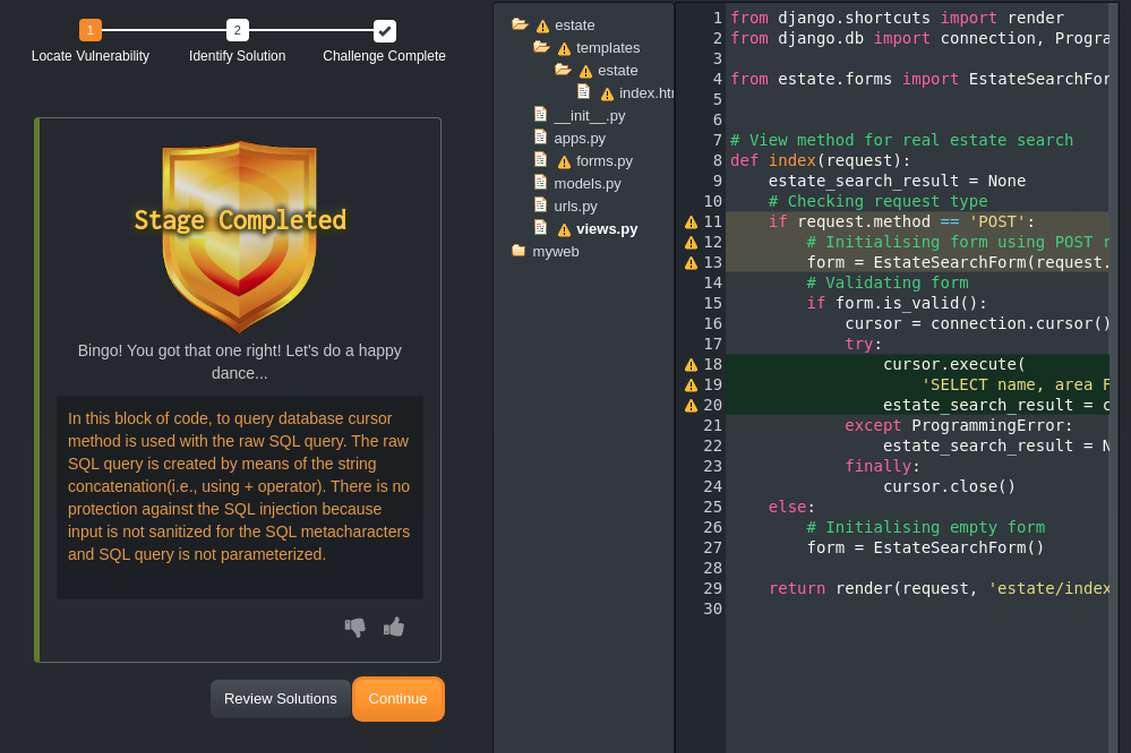 1
2
Locate Vulnerability
Identify Solution
Challenge Complete
Stage Completed
Bingo! You got that one right! Let's do a happy
dance...
In this block of code, to query database cursor
method is used with the raw SQL query. The raw
SQL query is created by means of the string
concatenation(i.e., using + operator). There is no
protection against the SQL injection because
input is not sanitized for the SQL metacharacters
and SQL query is not parameterized.
Review Solutions
Continue
estate
templates
estate
index.htm
__init__.py
apps.py
forms.py
models.py
urls.py
views.py
myweb
1 from django.shortcuts import render
2 from django.db import connection, Progra
3
4 from estate.forms import EstateSearchFor
5
6
7 # View method for real estate search
8 def index(request):
9     estate_search_result = None
10     # Checking request type
11     if request.method == 'POST':
12         # Initialising form using POST r
13         form = EstateSearchForm(request.
14         # Validating form
15         if form.is_valid():
16             cursor = connection.cursor()
17             try:
18                 cursor.execute(
19                     'SELECT name, area F
20                 estate_search_result = c
21             except ProgrammingError:
22                 estate_search_result = N
23             finally:
24                 cursor.close()
25     else:
26         # Initialising empty form
27         form = EstateSearchForm()
28
29     return render(request, 'estate/index
30